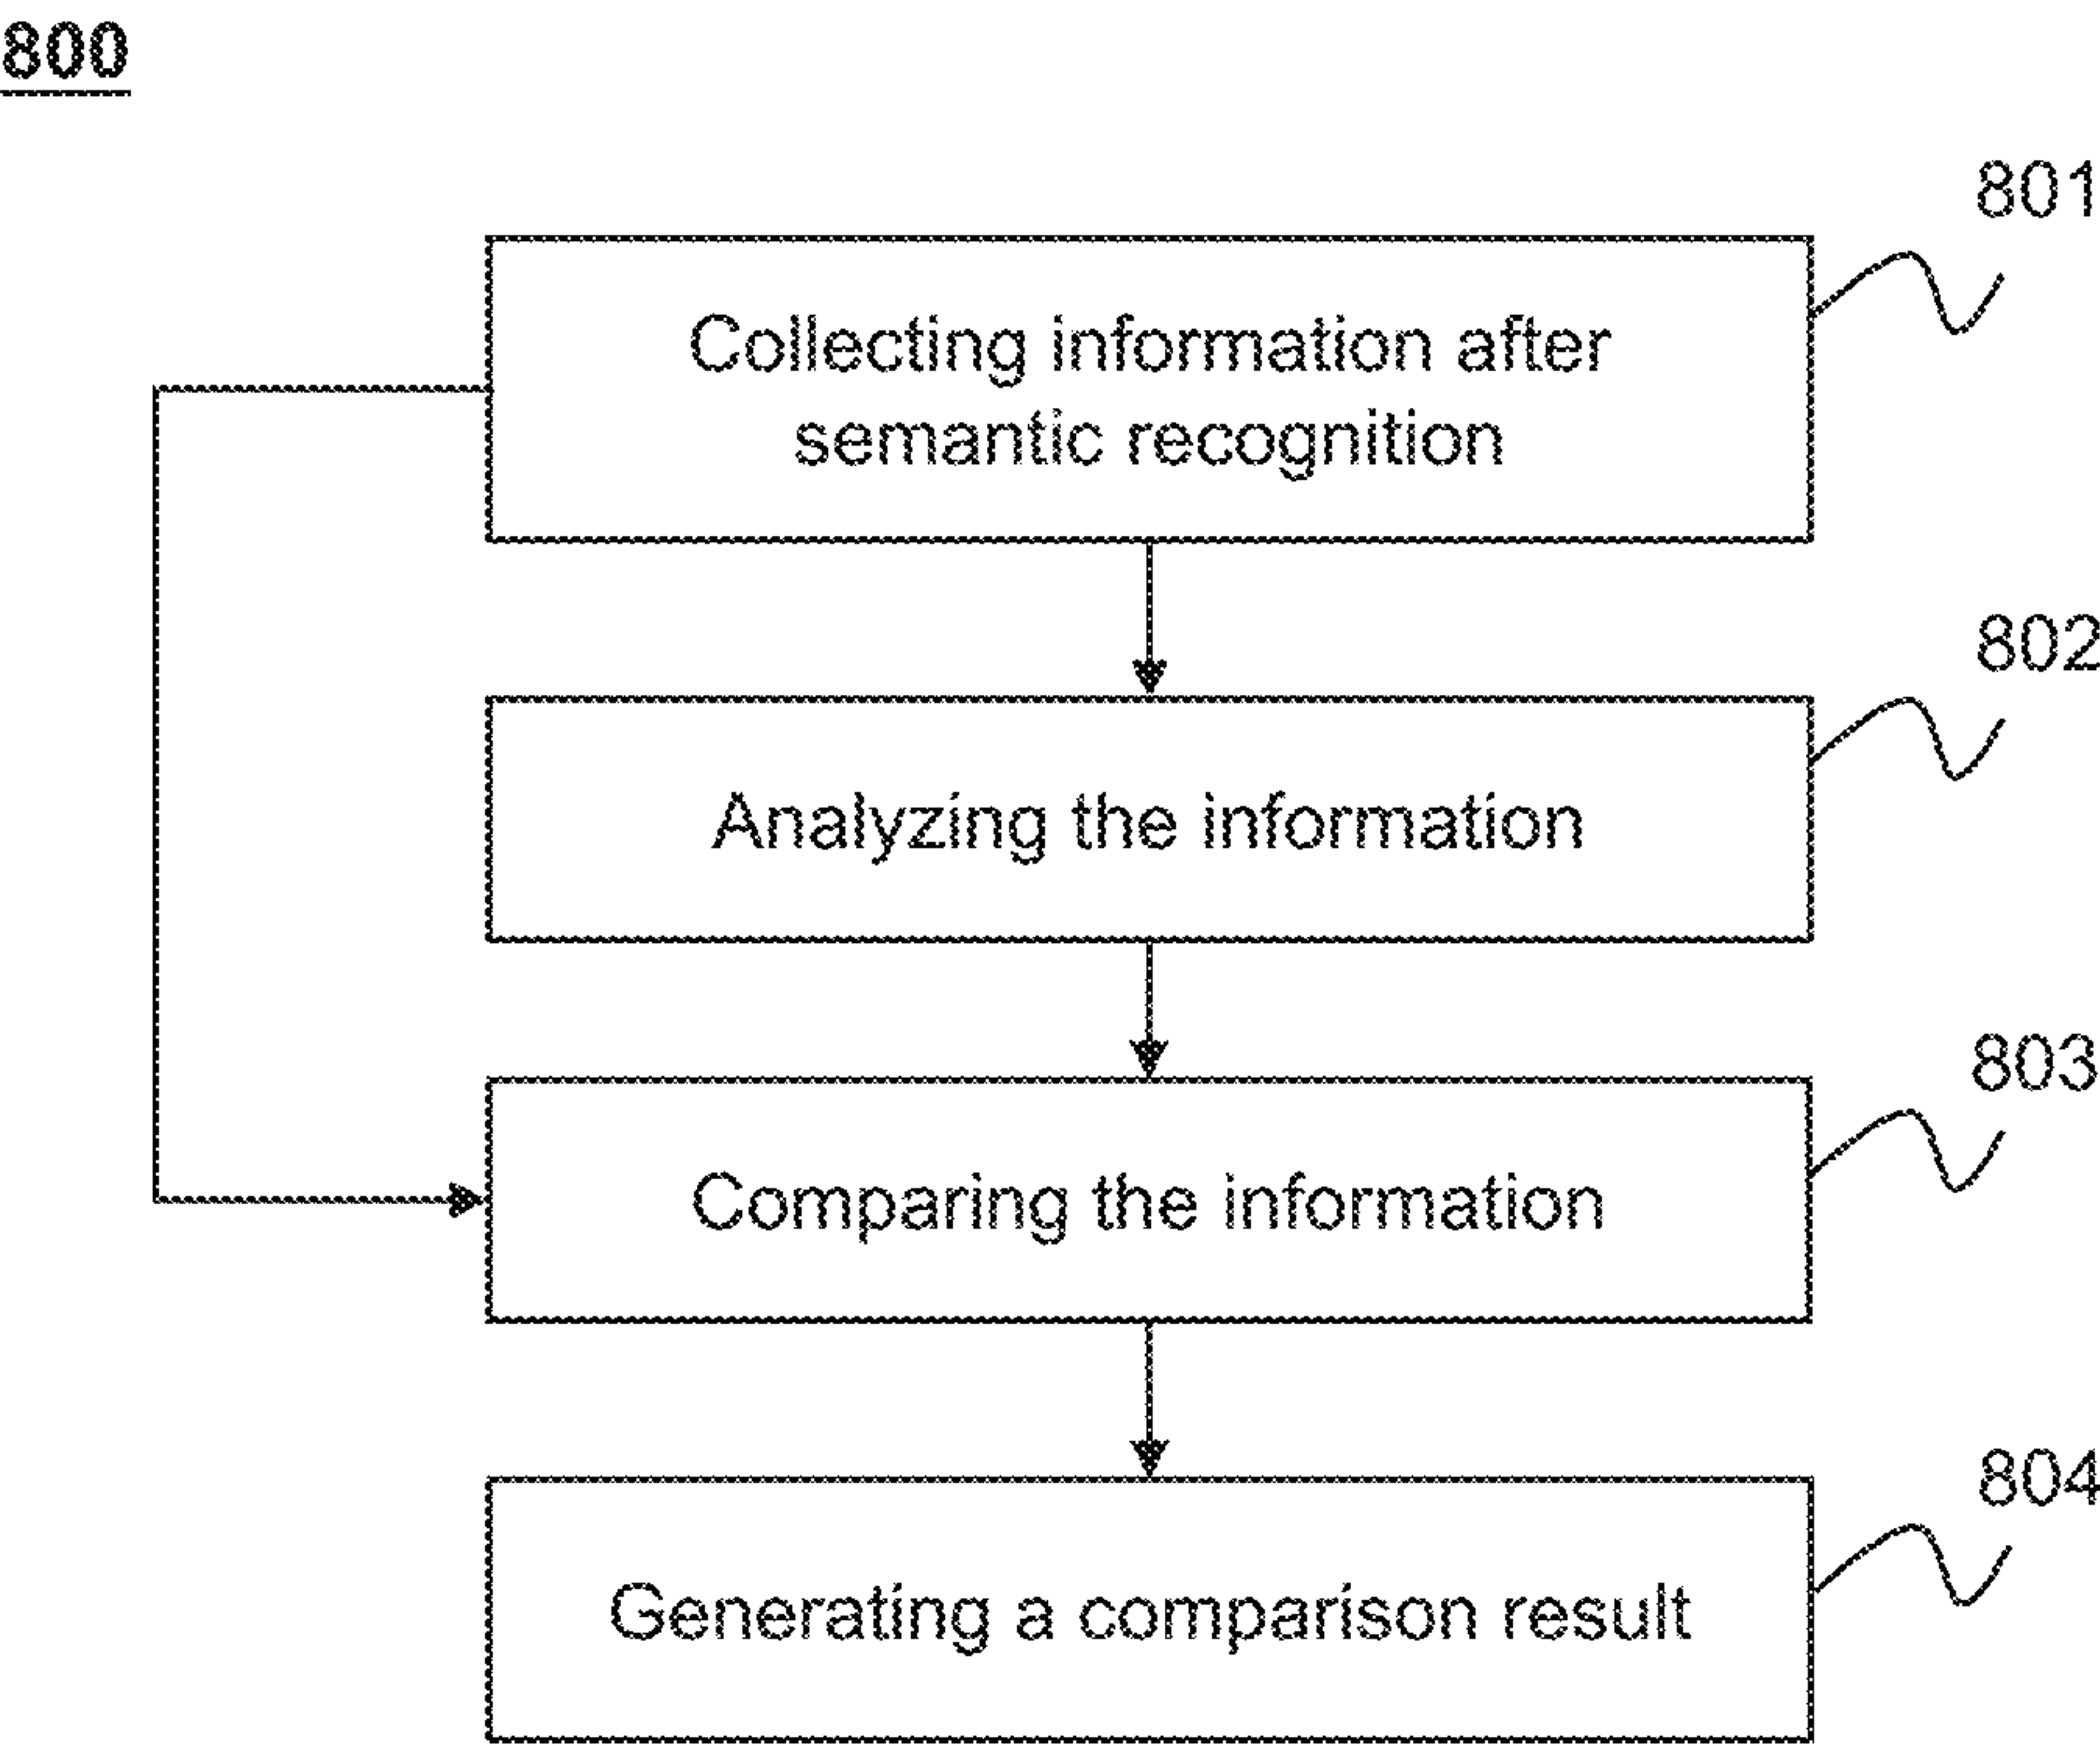 800
801
Collecting information after
semantic recognition
802
Analyzing the information
803
Comparing the information
804
Generating a comparison result